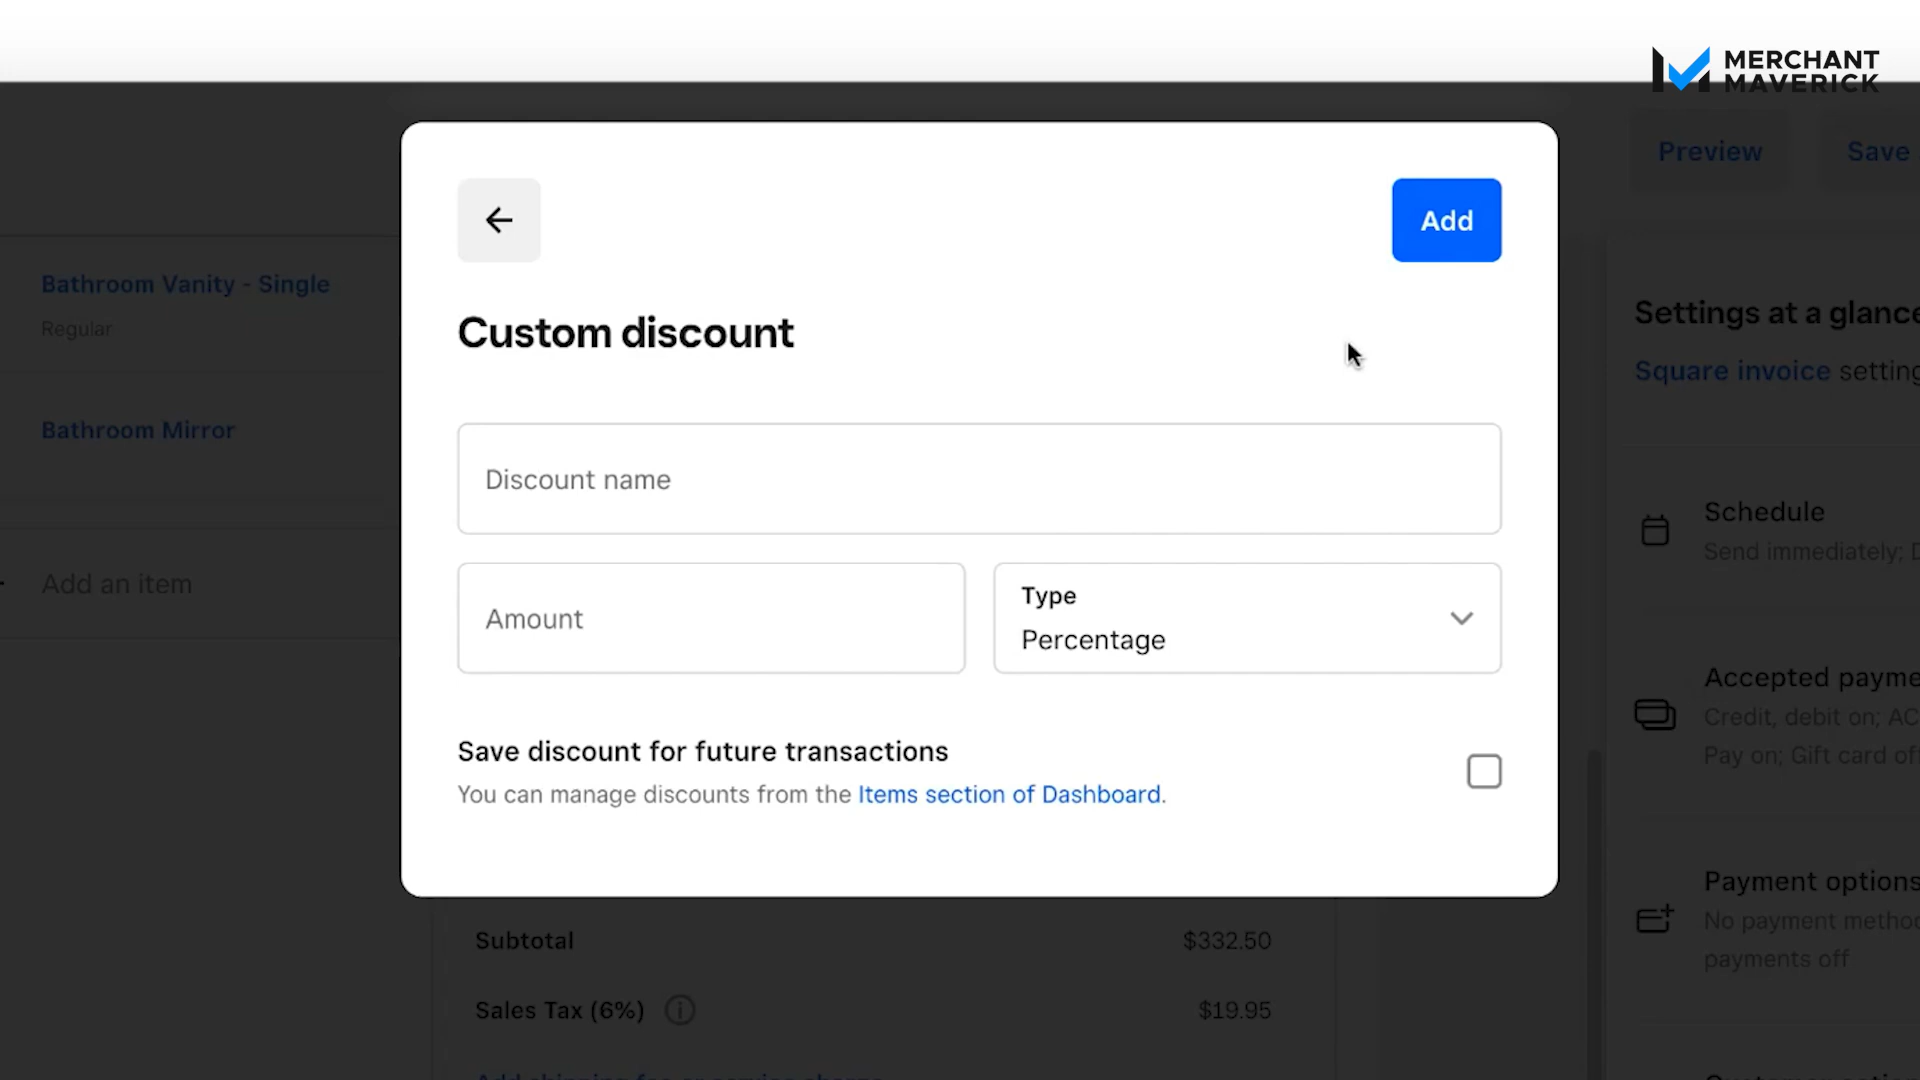 MERCHANT
MAVERICK
Preview
Save
Add
Custom discount
Discount name
Amount
Type
Percentage
Save discount for future transactions
You can manage discounts from the Items section of Dashboard.
Bathroom Vanity - Single
Regular
Bathroom Mirror
Add an item
Subtotal
$332.50
Sales Tax (6%)
$19.95
Settings at a glance
Square invoice setting
Schedule
Send immediately; D
Accepted payme
Credit, debit on; AC
Pay on; Gift card of
Payment options
No payment method
payments off